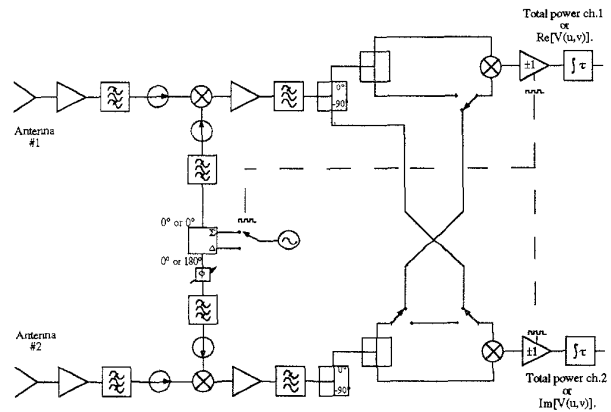 Total power ch.1
or
Re[V(u,v)].
±1
∫τ
0°
-90°
Antenna
#1
0° or 0°
Σ
Δ
0° or 180°
Φ
Antenna
#2
0°
-90°
±1
∫τ
Total power ch.2
or
Im[V(u,v)].